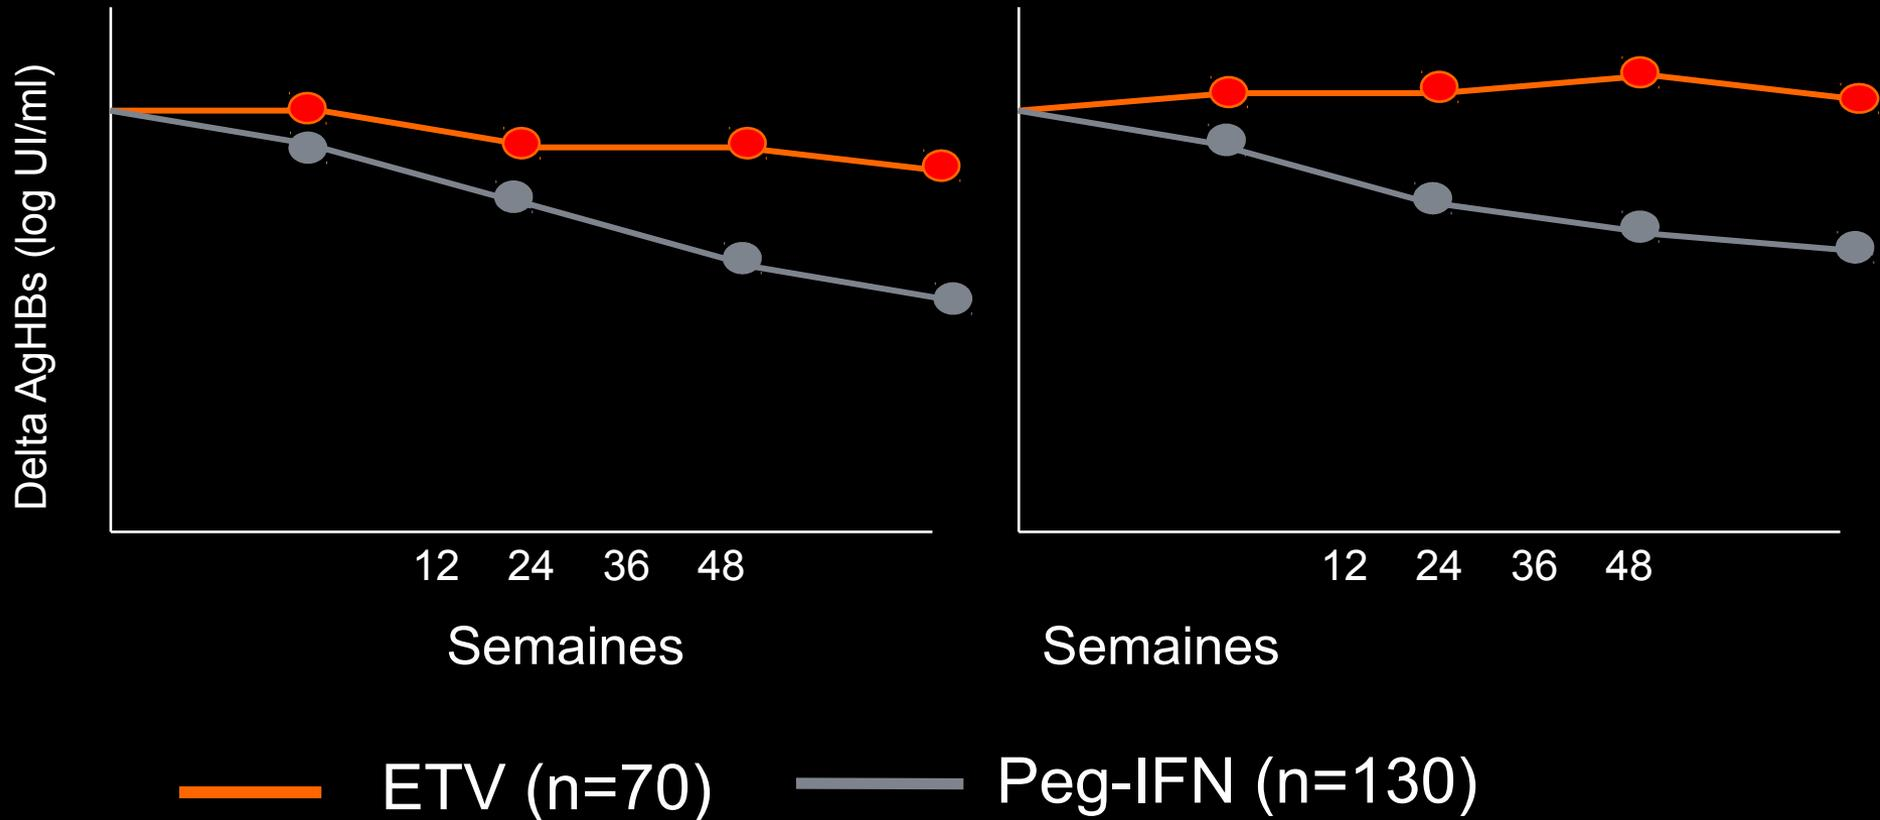 Delta AgHBs (log UI/ml)
12 24 36 48
12 24 36 48
Semaines
Semaines
ETV (n=70)
Peg-IFN (n=130)